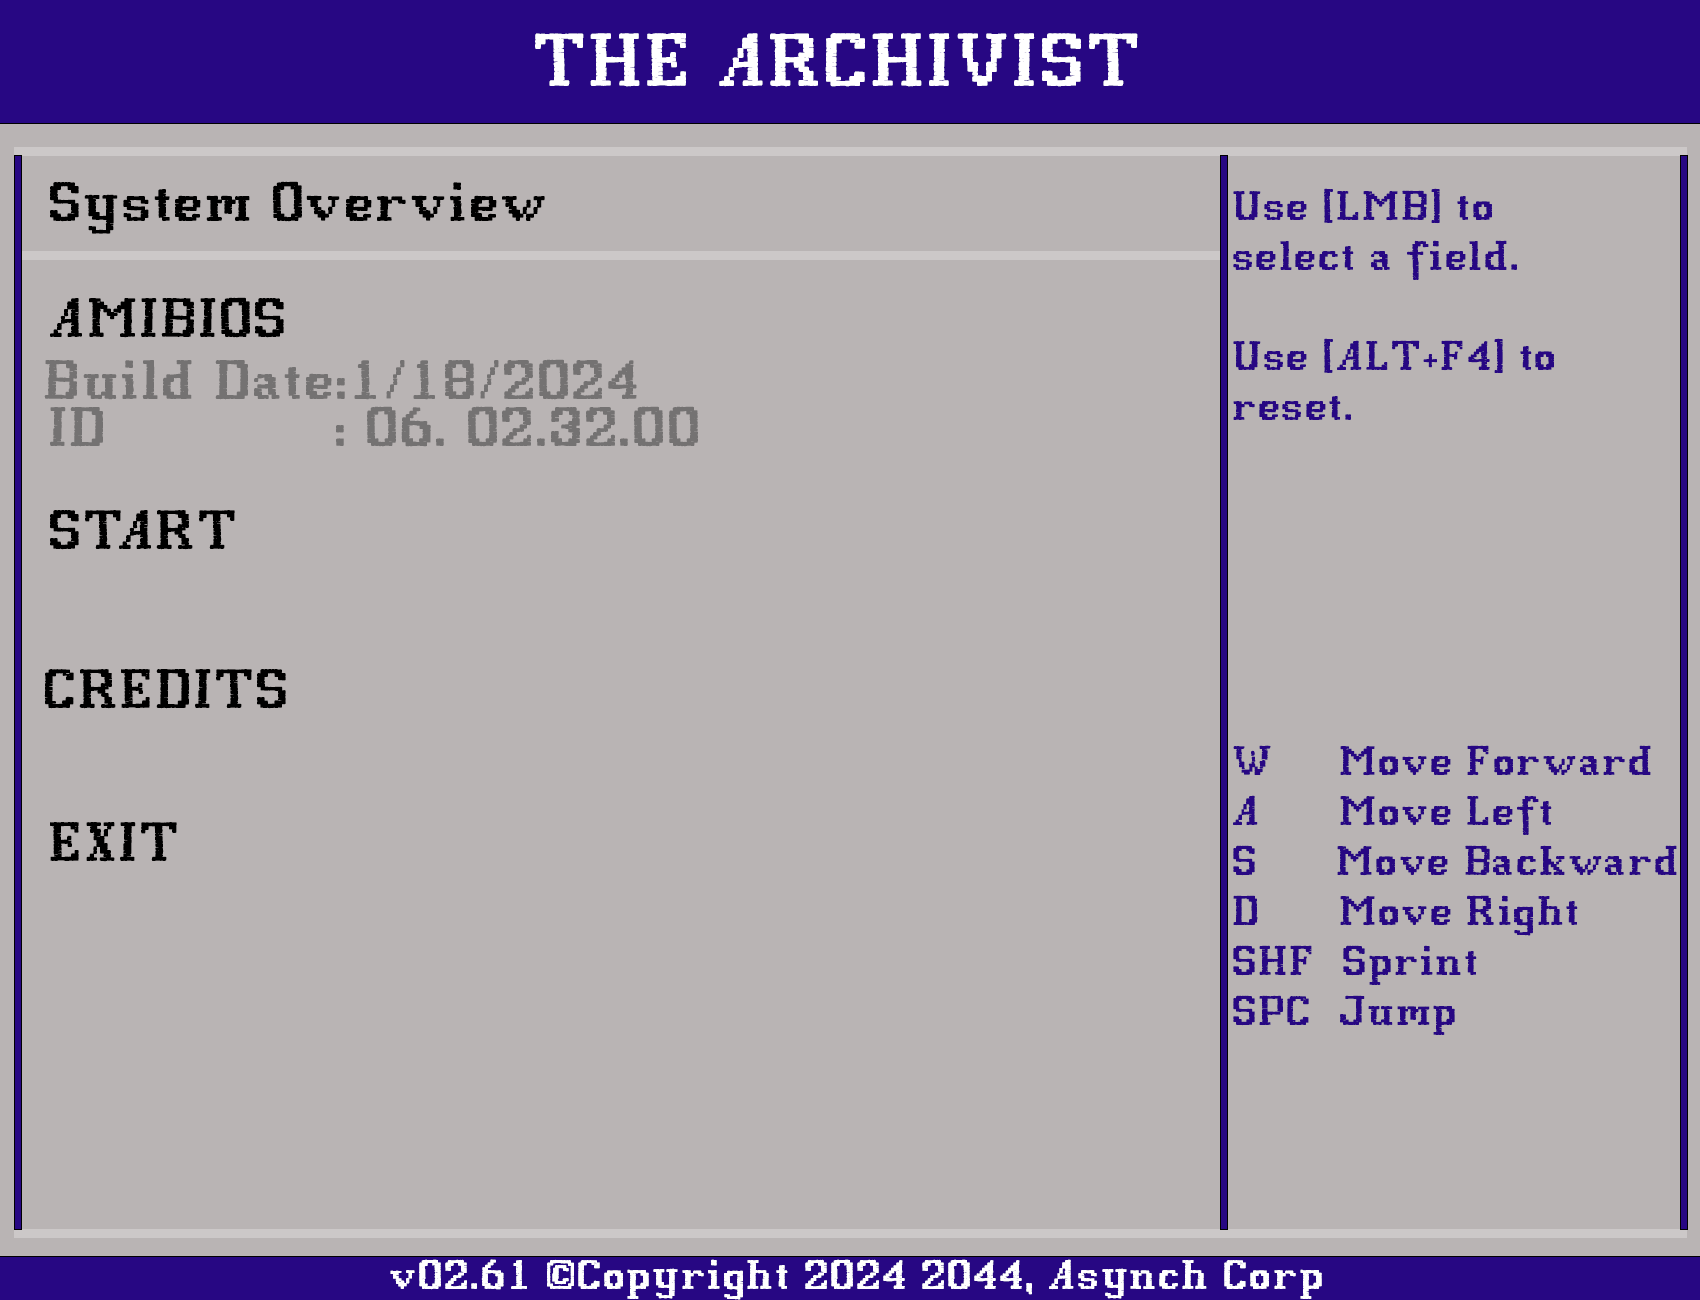 THE ARCHIVIST
System Overview
AMIBIOS
Build Date:1/18/2024
ID : 06. 02.32.00
START
CREDITS
EXIT
Use [LMB] to
select a field.
Use [ALT+F4] to
reset.
W Move Forward
A Move Left
S Move Backward
D Move Right
SHF Sprint
SPC Jump
v02.61 ©Copyright 2024 2044, Asynch Corp